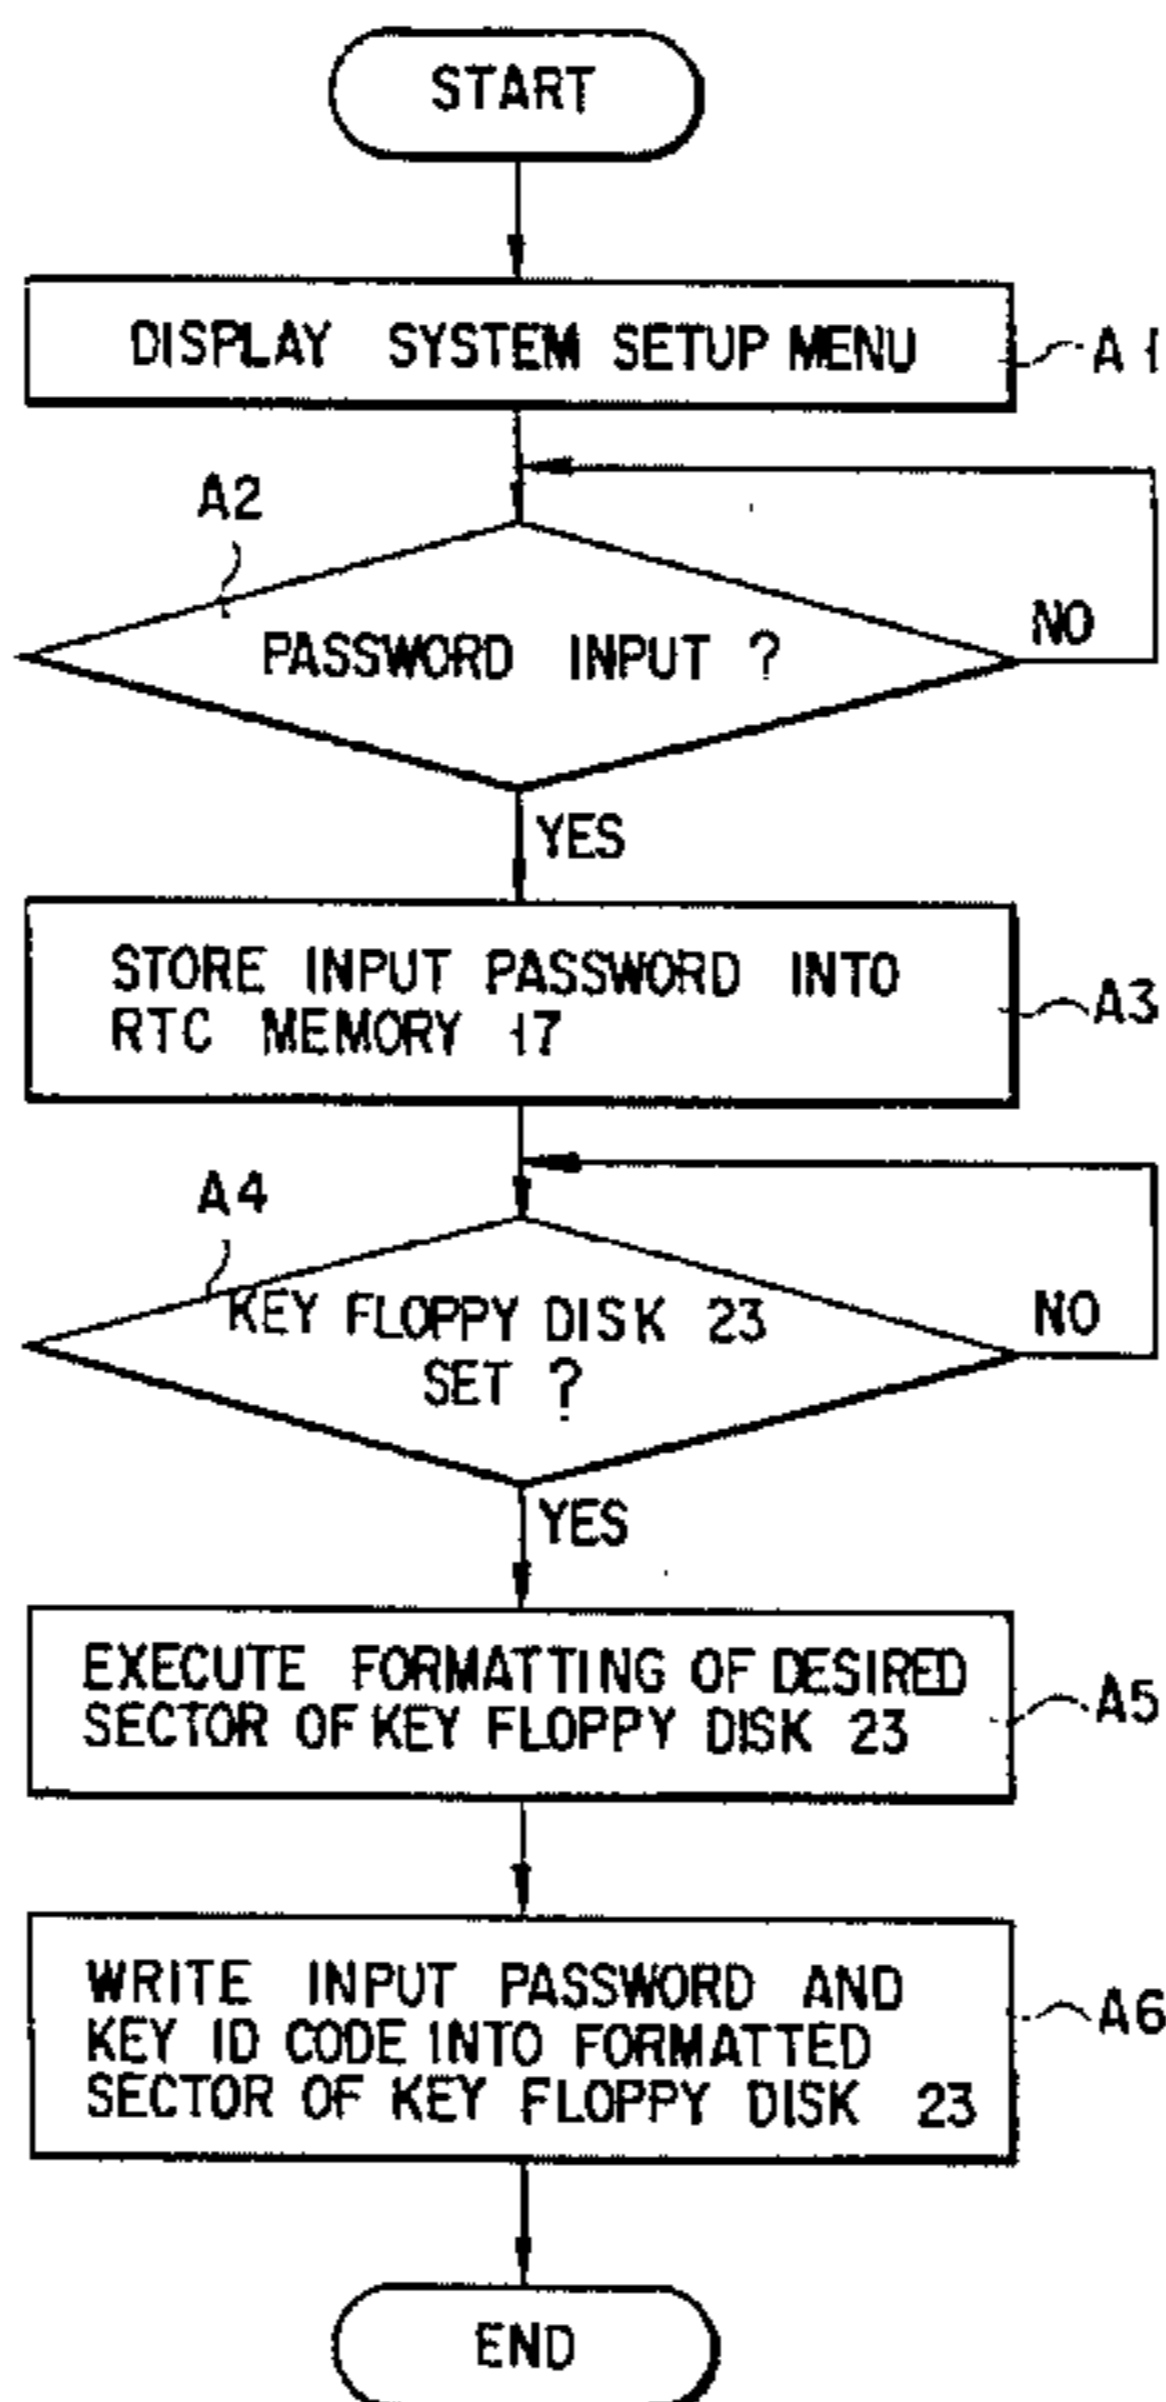 START
DISPLAY SYSTEM SETUP MENU
A1
A2
PASSWORD INPUT ?
NO
YES
STORE INPUT PASSWORD INTO
RTC MEMORY 17
A3
A4
KEY FLOPPY DISK 23
SET ?
NO
YES
EXECUTE FORMATTING OF DESIRED
SECTOR OF KEY FLOPPY DISK 23
A5
WRITE INPUT PASSWORD AND
KEY ID CODE INTO FORMATTED
SECTOR OF KEY FLOPPY DISK 23
A6
END